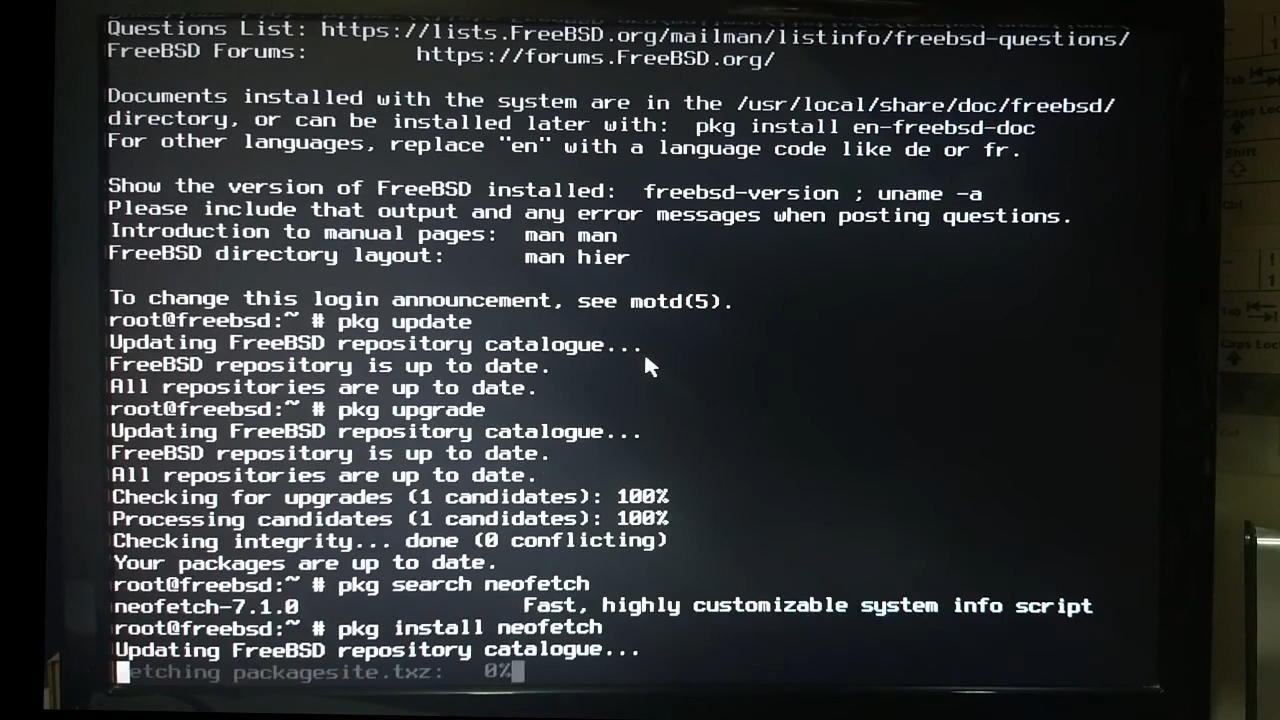 Questions List: https://lists.FreeBSD.org/mailman/listinfo/freebsd-questions/
FreeBSD Forums: https://forums.FreeBSD.org/
Documents installed with the system are in the /usr/local/share/doc/freebsd/
directory, or can be installed later with: pkg install en-freebsd-doc
For other languages, replace "en" with a language code like de or fr.
Show the version of FreeBSD installed: freebsd-version ; uname -a
Please include that output and any error messages when posting questions.
Introduction to manual pages: man man
FreeBSD directory layout: man hier
To change this login announcement, see motd(5).
root@freebsd:~ # pkg update
Updating FreeBSD repository catalogue...
FreeBSD repository is up to date.
All repositories are up to date.
root@freebsd:~ # pkg upgrade
Updating FreeBSD repository catalogue...
FreeBSD repository is up to date.
All repositories are up to date.
Checking for upgrades (1 candidates): 100%
Processing candidates (1 candidates): 100%
Checking integrity... done (0 conflicting)
Your packages are up to date.
root@freebsd:~ # pkg search neofetch
neofetch-7.1.0 Fast, highly customizable system info script
root@freebsd:~ # pkg install neofetch
Updating FreeBSD repository catalogue...
etching packagesite.txz: 0%
Tab
Caps Loc
Shift
Tab
Caps Loc